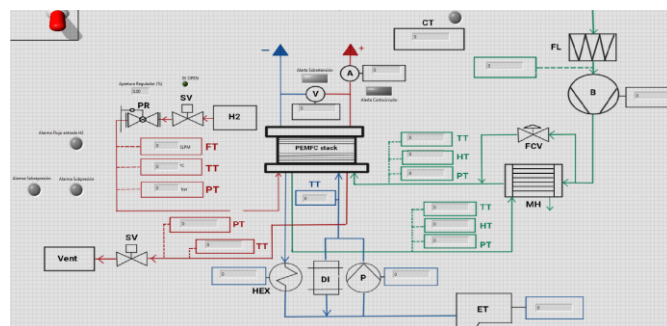 CT
FL
Alerta Subtensión
A
Apertura Regulador (%)
SV OPEN
V
Alerta Cortocircuito
B
PR
SV
H2
FCV
PEMFC stack
Alarma Flujo entrada H2
SLPM
FT
ºC
TT
bar
PT
TT
HT
PT
MH
Alarma Sobrepresión
Alarma Subpresión
TT
TT
HT
PT
PT
SV
TT
Vent
HEX
DI
P
ET